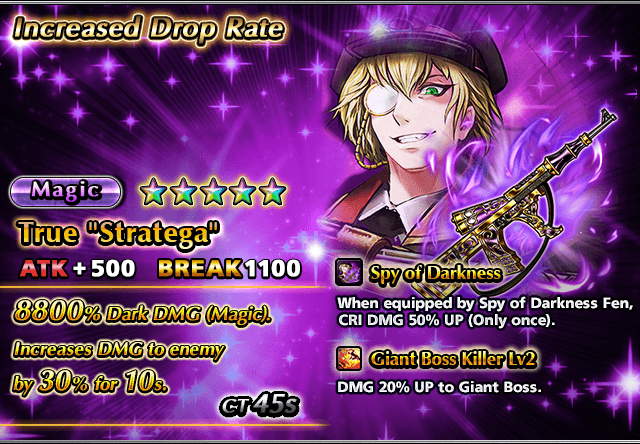 Increased Drop Rate
Magic
True "Stratega"
ATK + 500 BREAK 1100
8800% Dark DMG (Magic).
Increases DMG to enemy
by 30% for 10s.
CT 45s
Spy of Darkness
When equipped by Spy of Darkness Fen,
CRI DMG 50% UP (Only once).
Giant Boss Killer Lv2
DMG 20% UP to Giant Boss.